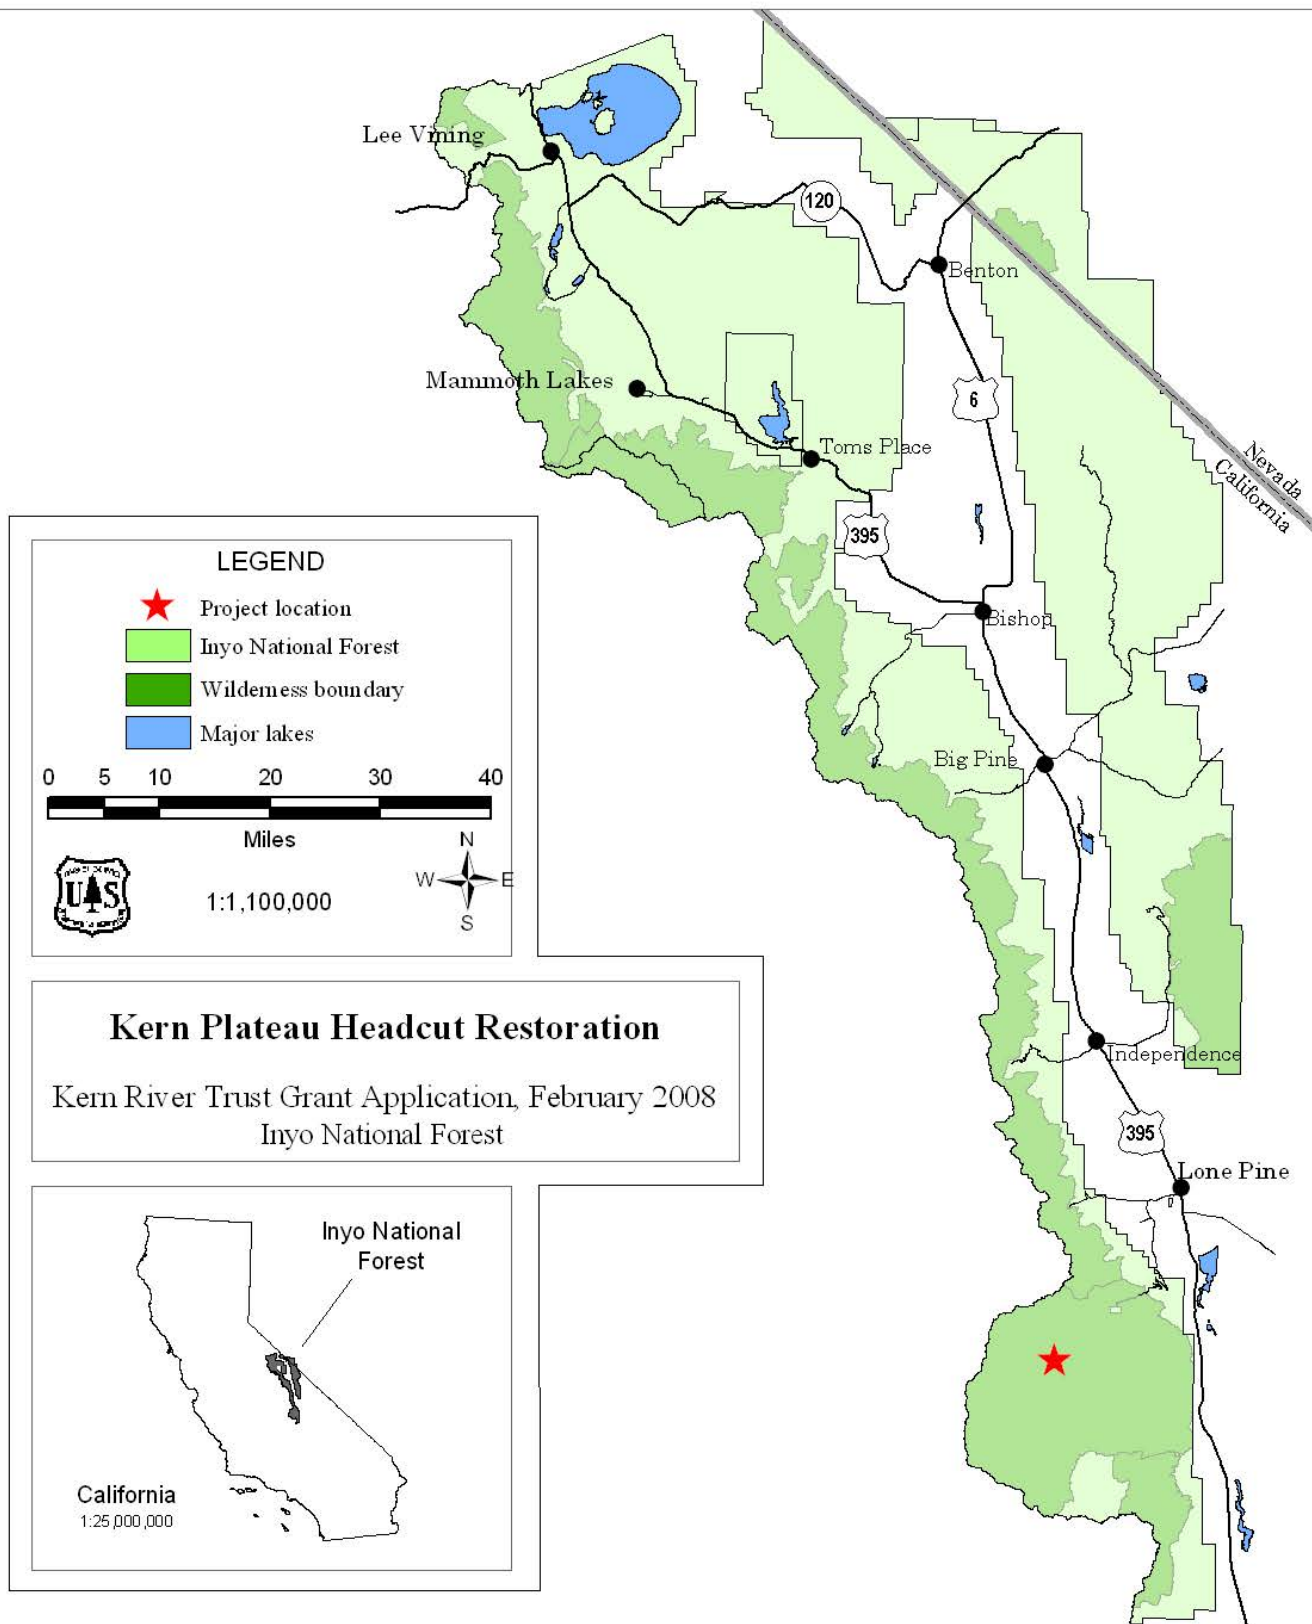 Lee Vining
120
Benton
Mammoth Lakes
6
Toms Place
Nevada
California
395
Bishop
Big Pine
Independence
395
Lone Pine
LEGEND
Project location
Inyo National Forest
Wilderness boundary
Major lakes
0 5 10 20 30 40
Miles
N
W E
S
1:1,100,000
U S
Kern Plateau Headcut Restoration
Kern River Trust Grant Application, February 2008
Inyo National Forest
Inyo National
Forest
California
1:25,000,000